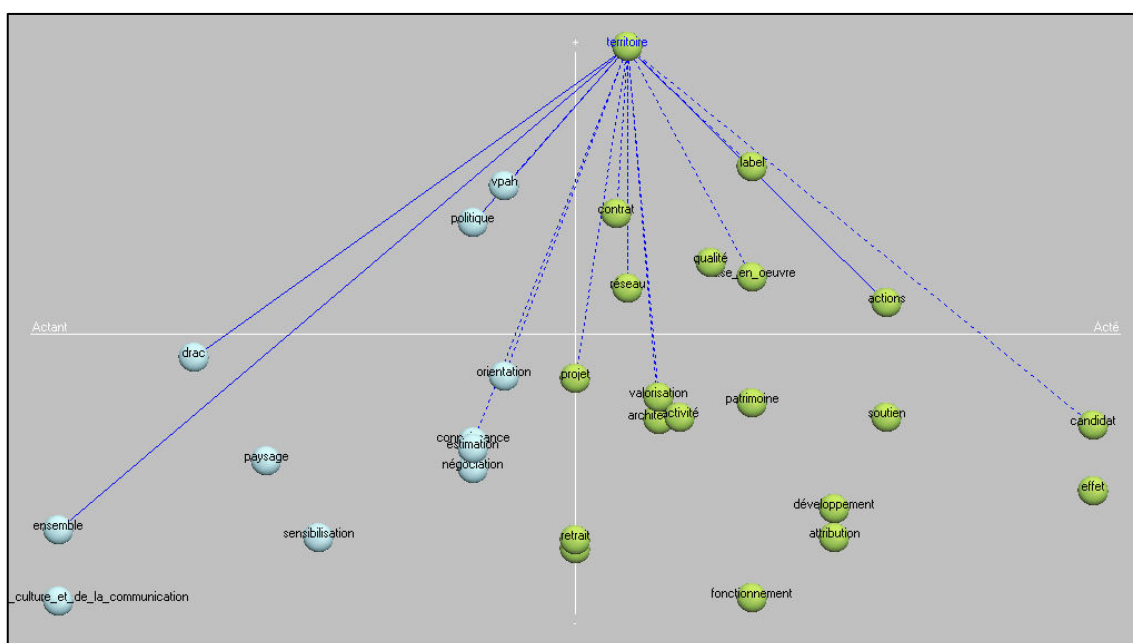 territoire
vpah
label
politique
contrat
qualité
se_en_oeuvre
réseau
actions
Actant
Acté
drac
orientation
projet
valorisation
patrimoine
activité
soutien
candidat
estimation
paysage
négociation
effet
développement
ensemble
sensibilisation
retrait
attribution
_culture_et_de_la_communication
fonctionnement